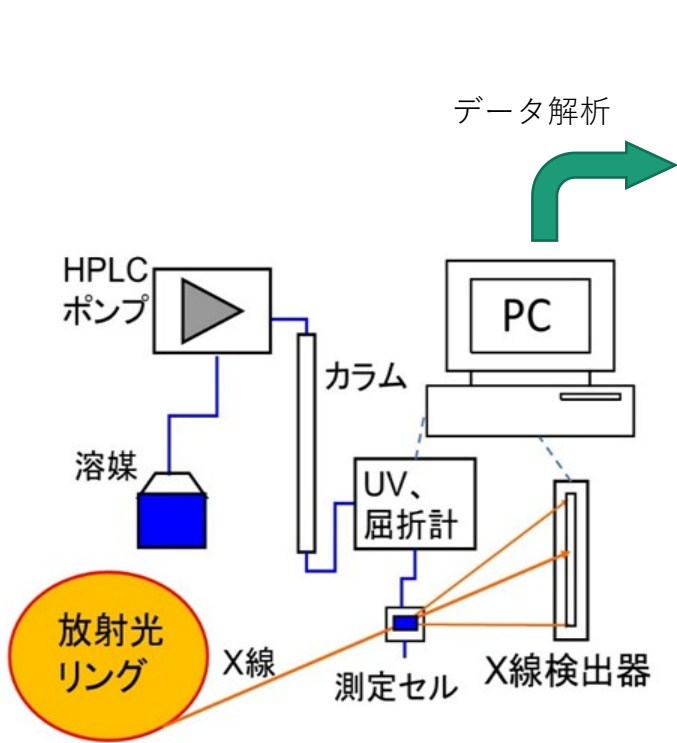 データ解析
HPLC
ポンプ
PC
カラム
溶媒
UV、
屈折計
放射光
リング
X線
測定セル
X線検出器